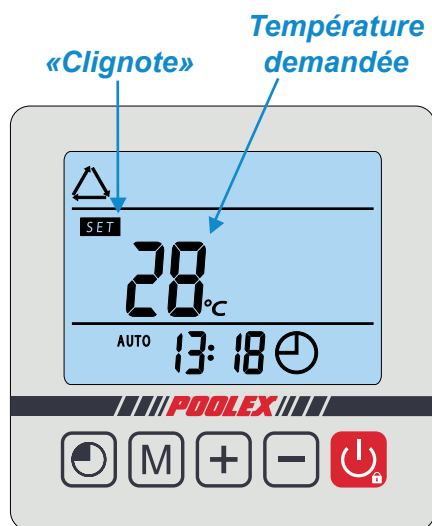 Température
demandée
«Clignote»
SET
28°C
AUTO 13:18
POOLEX
M + −